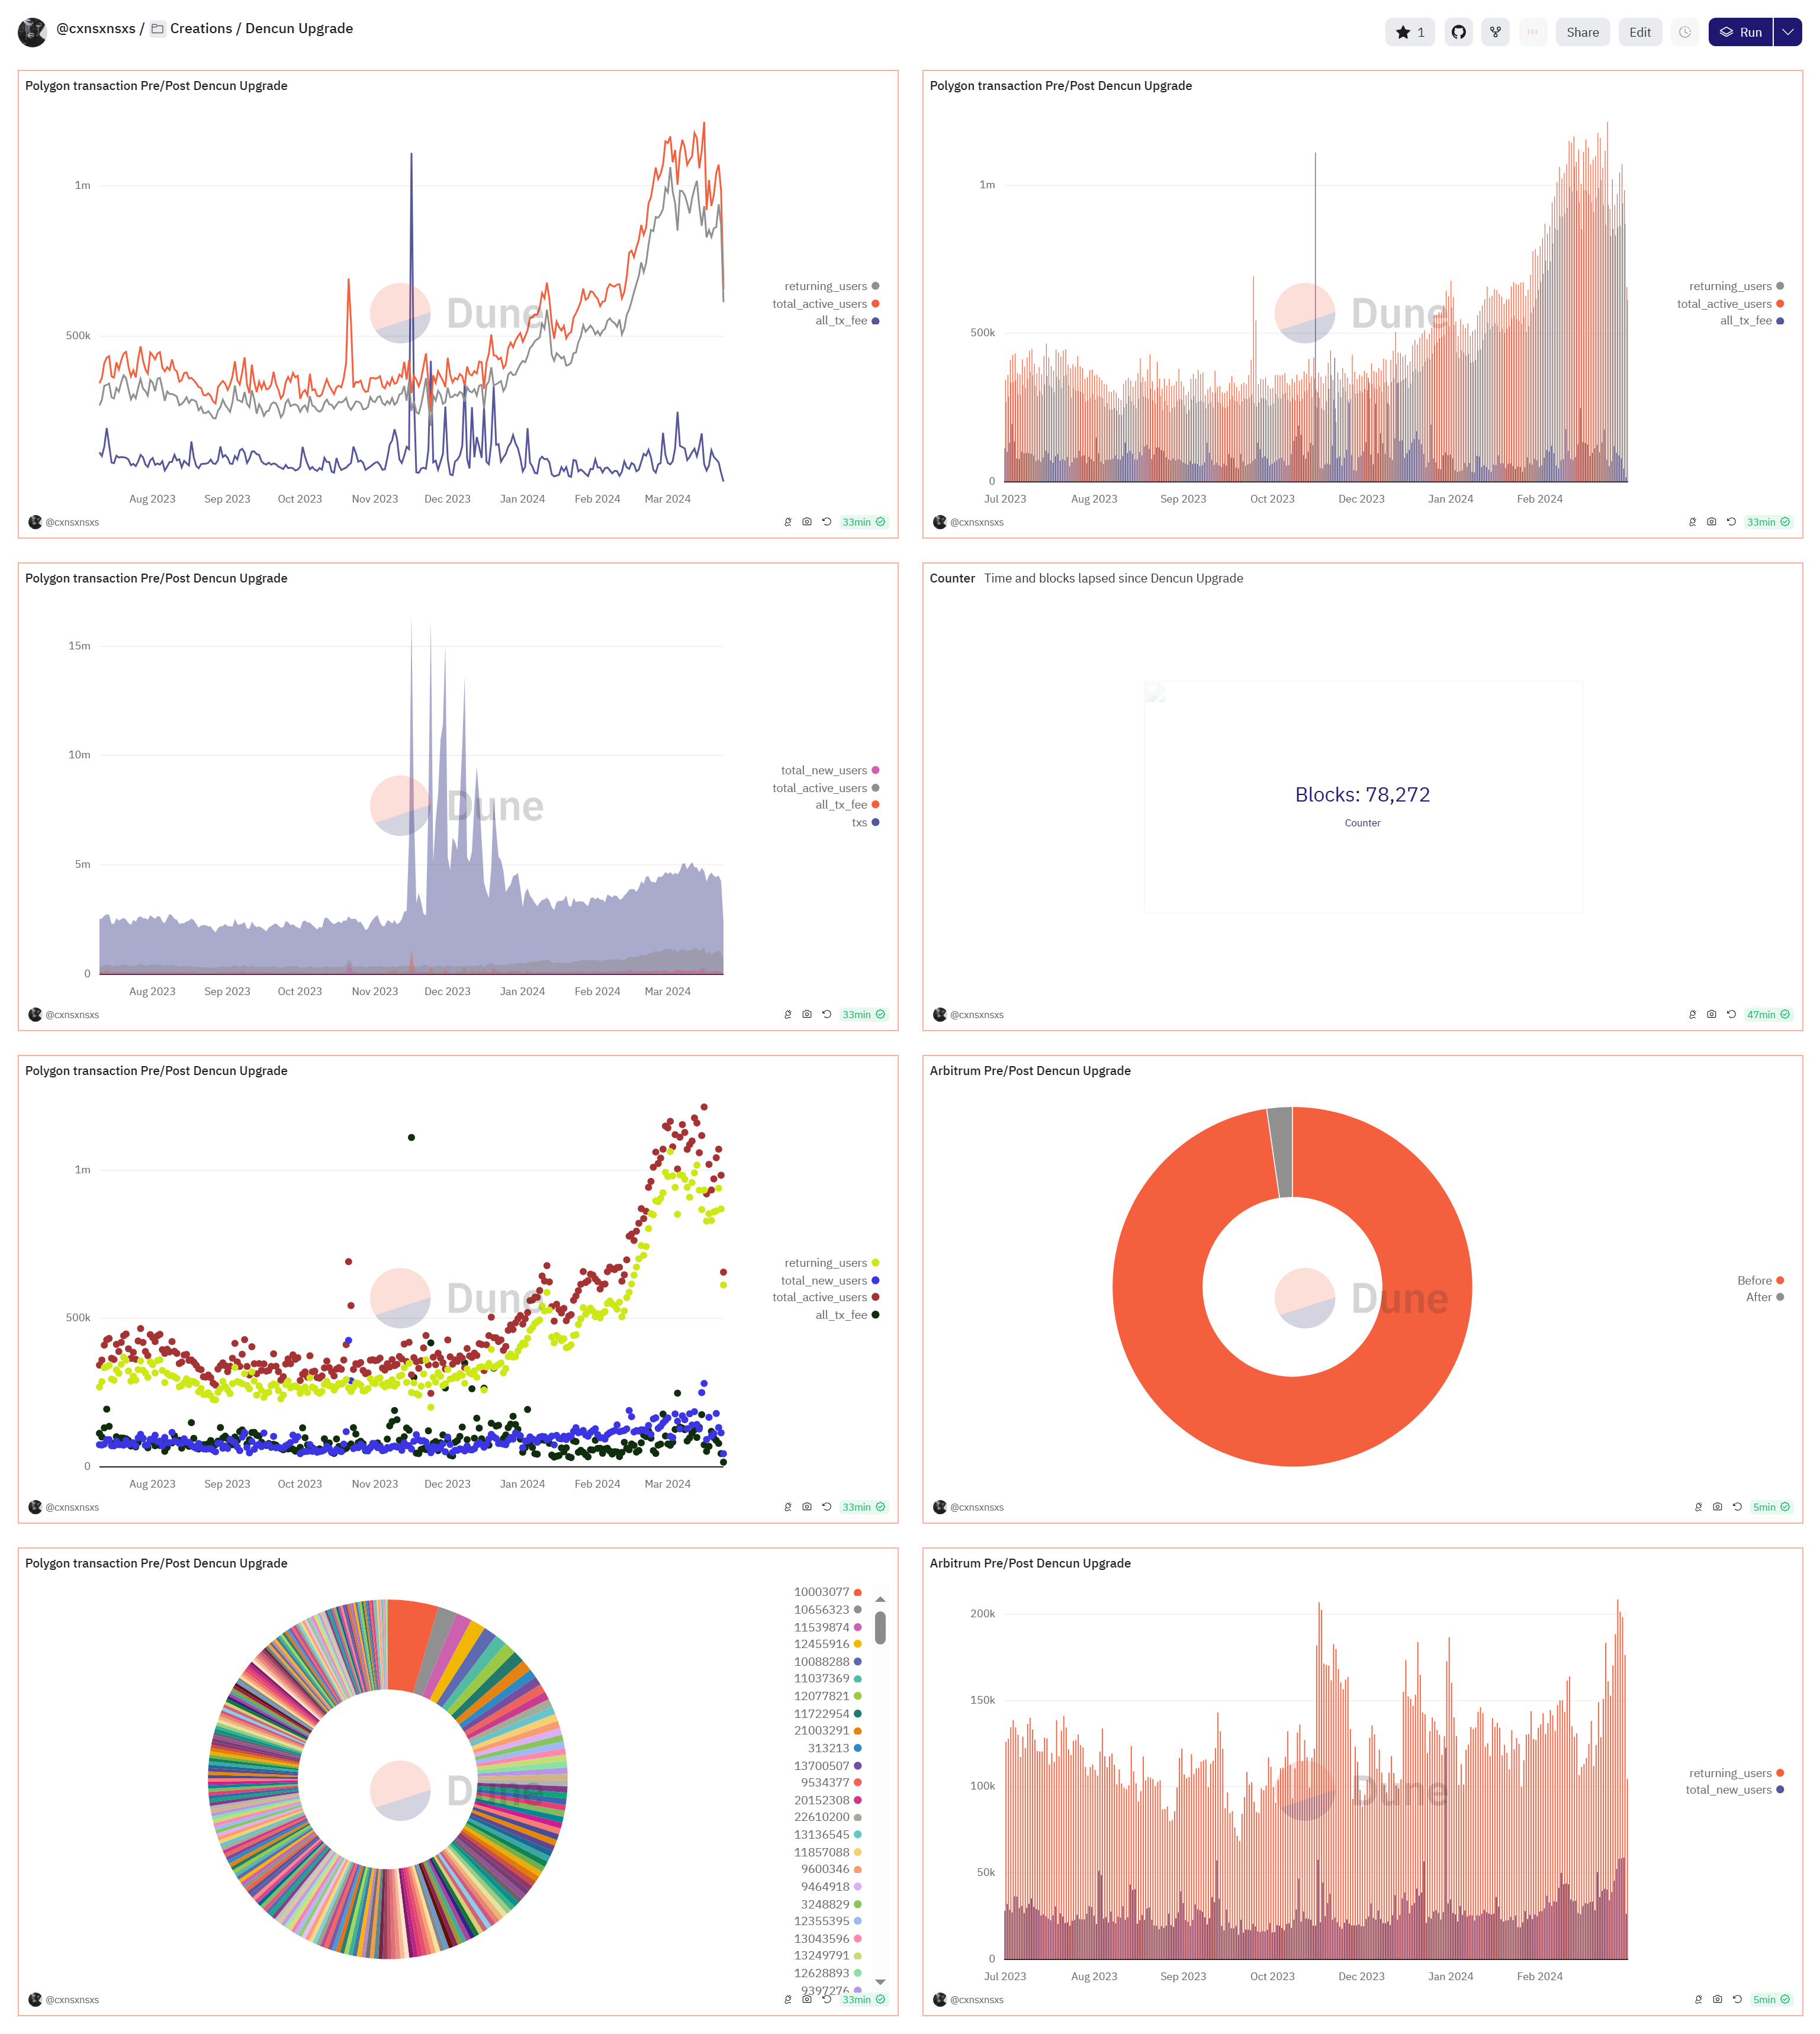 @cxnsxnsxs / Creations / Dencun Upgrade
1 Share Edit Run
Polygon transaction Pre/Post Dencun Upgrade
1m
500k
Dune
returning_users
total_active_users
all_tx_fee
Aug 2023 Sep 2023 Oct 2023 Nov 2023 Dec 2023 Jan 2024 Feb 2024 Mar 2024
@cxnsxnsxs 33min
Polygon transaction Pre/Post Dencun Upgrade
1m
500k
0
Dune
returning_users
total_active_users
all_tx_fee
Jul 2023 Aug 2023 Sep 2023 Oct 2023 Dec 2023 Jan 2024 Feb 2024
@cxnsxnsxs 33min
Polygon transaction Pre/Post Dencun Upgrade
15m
10m
5m
0
Dune
total_new_users
total_active_users
all_tx_fee
txs
Aug 2023 Sep 2023 Oct 2023 Nov 2023 Dec 2023 Jan 2024 Feb 2024 Mar 2024
@cxnsxnsxs 33min
Counter Time and blocks lapsed since Dencun Upgrade
Blocks: 78,272
Counter
@cxnsxnsxs 47min
Polygon transaction Pre/Post Dencun Upgrade
1m
500k
0
Dune
returning_users
total_new_users
total_active_users
all_tx_fee
Aug 2023 Sep 2023 Oct 2023 Nov 2023 Dec 2023 Jan 2024 Feb 2024 Mar 2024
@cxnsxnsxs 33min
Arbitrum Pre/Post Dencun Upgrade
Dune
Before
After
@cxnsxnsxs 5min
Polygon transaction Pre/Post Dencun Upgrade
Dune
10003077
10656323
11539874
12455916
10088288
11037369
12077821
11722954
21003291
313213
13700507
9534377
20152308
22610200
13136545
11857088
9600346
9464918
3248829
12355395
13043596
13249791
12628893
9397276
@cxnsxnsxs 33min
Arbitrum Pre/Post Dencun Upgrade
200k
150k
100k
50k
0
Dune
returning_users
total_new_users
Jul 2023 Aug 2023 Sep 2023 Oct 2023 Dec 2023 Jan 2024 Feb 2024
@cxnsxnsxs 5min